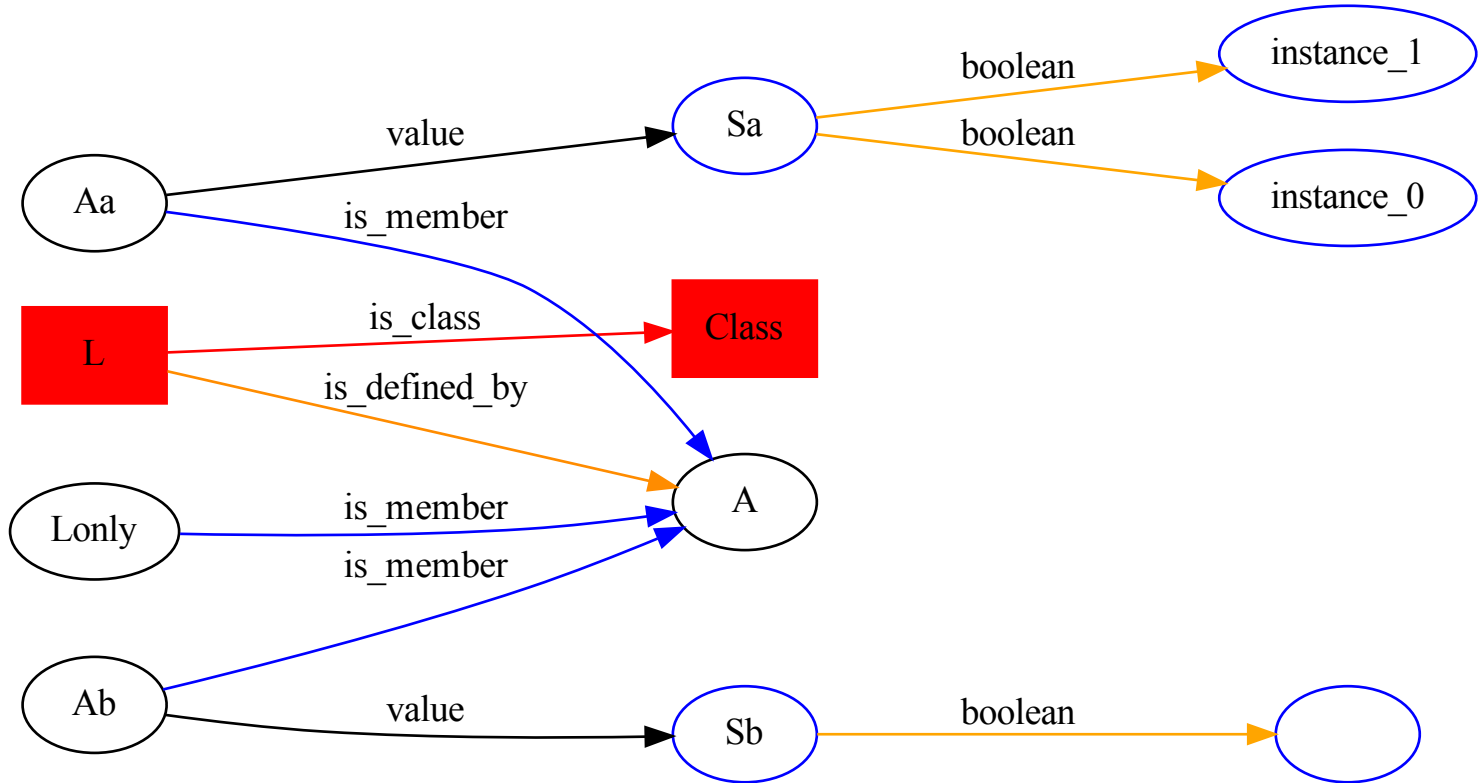 instance_1
boolean
Sa
value
boolean
instance_0
Aa
is_member
is_class
Class
L
is_defined_by
A
is_member
Lonly
is_member
Ab
value
Sb
boolean